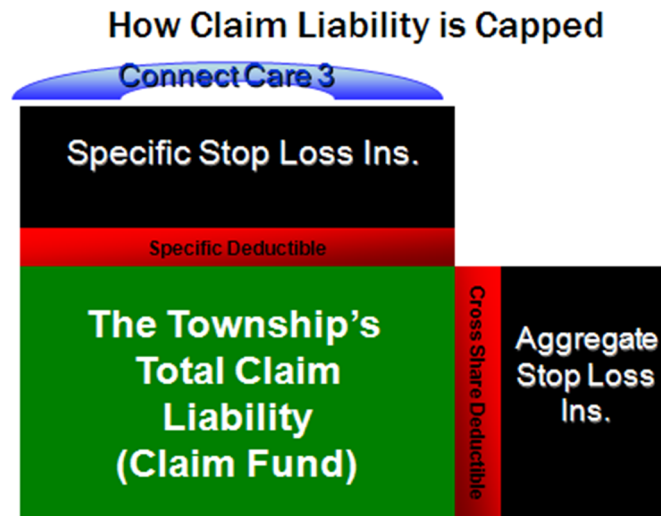 How Claim Liability is Capped
Connect Care 3
Specific Stop Loss Ins.
Specific Deductible
The Township's
Total Claim
Liability
(Claim Fund)
Cross Share Deductible
Aggregate
Stop Loss
Ins.